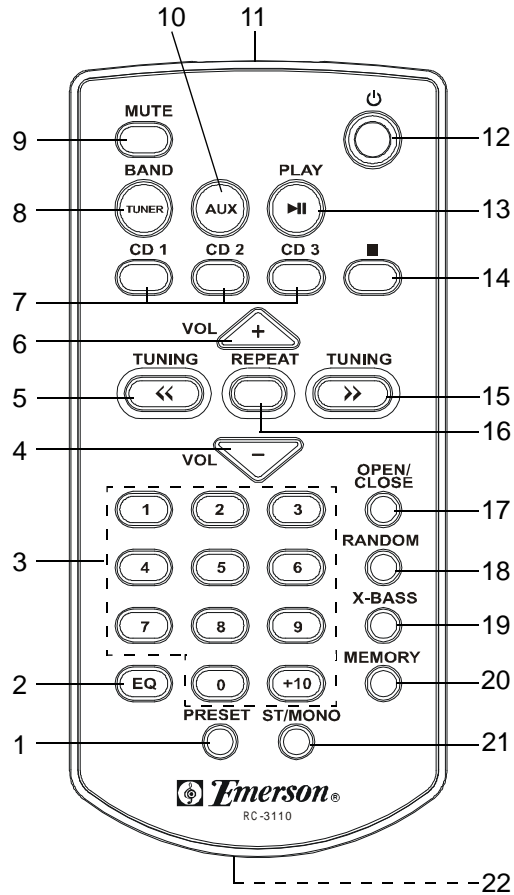 10 11
MUTE
9 12
BAND PLAY
8 TUNER AUX 13
CD 1 CD 2 CD 3
7 14
VOL +
6
TUNING REPEAT TUNING
5 15
16
4 VOL −
OPEN/
CLOSE
1 2 3 17
RANDOM
3 4 5 6 18
X-BASS
7 8 9 19
MEMORY
2 EQ 0 +10 20
PRESET ST/MONO
1 21
Emerson®
RC-3110
22